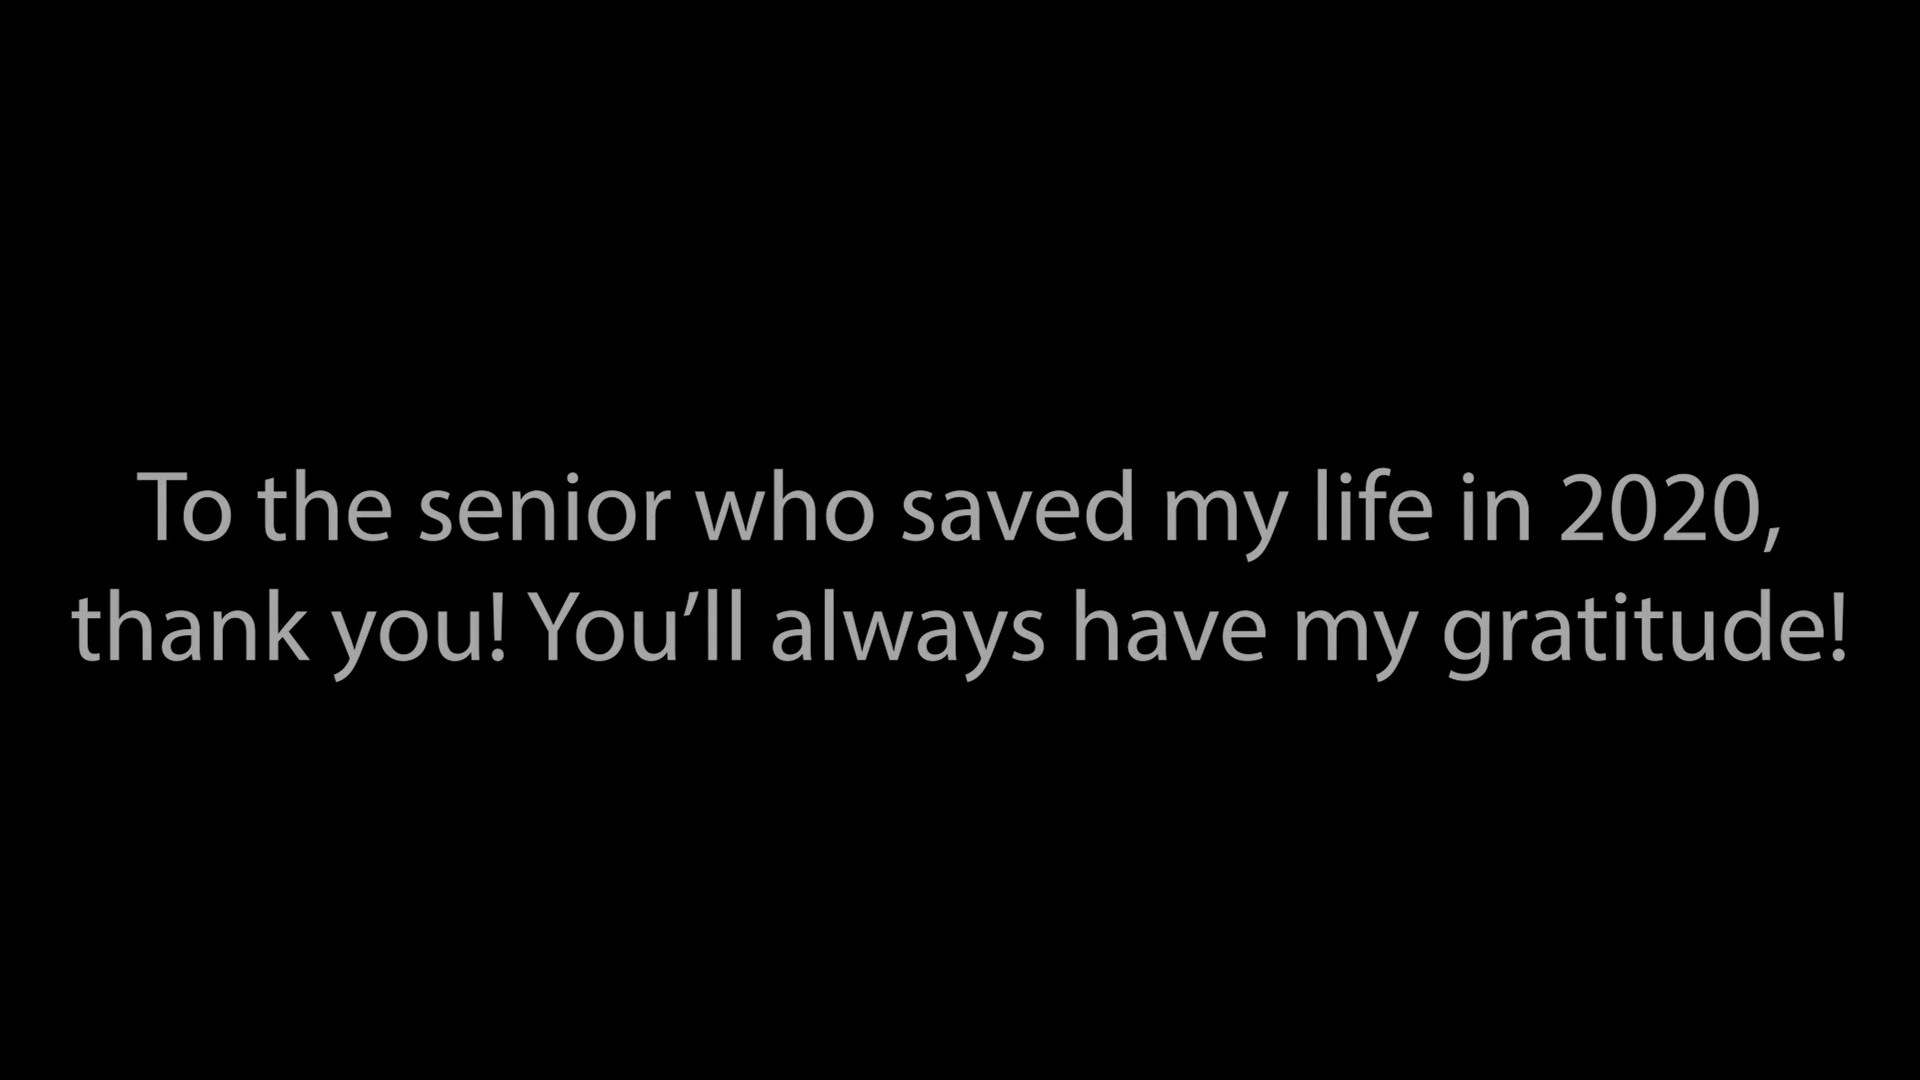 To the senior who saved my life in 2020,
thank you! You’ll always have my gratitude!